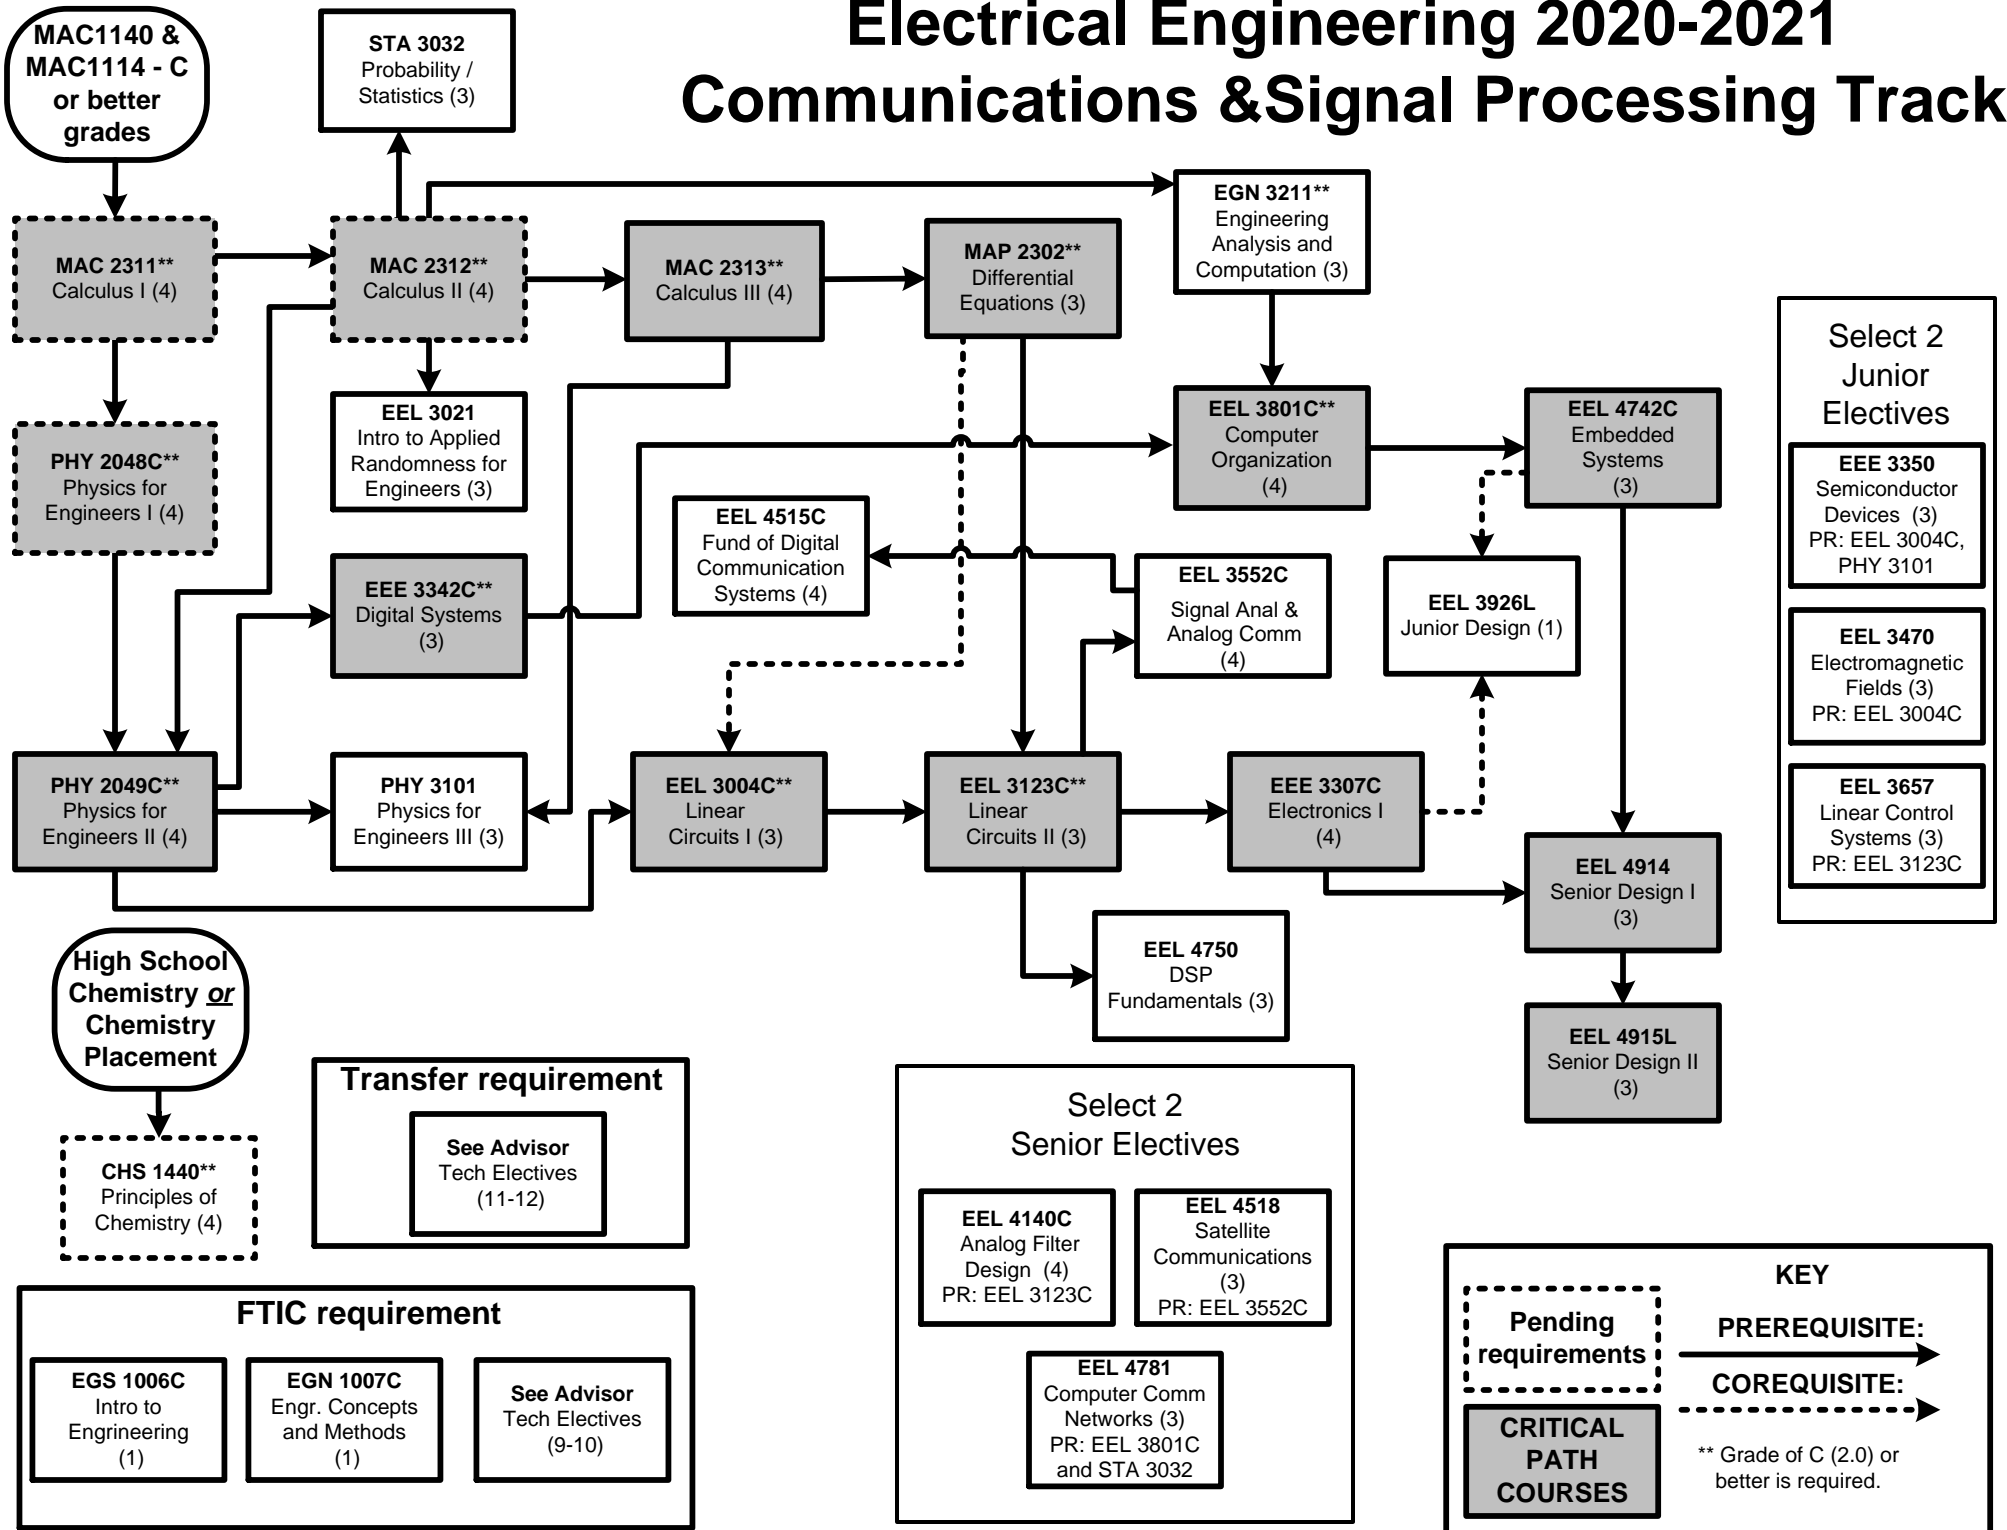 Electrical Engineering 2020-2021
Communications &Signal Processing Track
MAC1140 &
MAC1114 - C
or better
grades
STA 3032
Probability /
Statistics (3)
EGN 3211**
Engineering
Analysis and
Computation (3)
MAC 2311**
Calculus I (4)
MAC 2312**
Calculus II (4)
MAC 2313**
Calculus III (4)
MAP 2302**
Differential
Equations (3)
PHY 2048C**
Physics for
Engineers I (4)
EEL 3021
Intro to Applied
Randomness for
Engineers (3)
EEL 3801C**
Computer
Organization
(4)
EEL 4742C
Embedded
Systems
(3)
EEL 4515C
Fund of Digital
Communication
Systems (4)
EEE 3342C**
Digital Systems
(3)
EEL 3552C
Signal Anal &
Analog Comm
(4)
EEL 3926L
Junior Design (1)
PHY 2049C**
Physics for
Engineers II (4)
PHY 3101
Physics for
Engineers III (3)
EEL 3004C**
Linear
Circuits I (3)
EEL 3123C**
Linear
Circuits II (3)
EEE 3307C
Electronics I
(4)
EEL 4914
Senior Design I
(3)
EEL 4750
DSP
Fundamentals (3)
EEL 4915L
Senior Design II
(3)
Select 2
Junior
Electives
EEE 3350
Semiconductor
Devices (3)
PR: EEL 3004C,
PHY 3101
EEL 3470
Electromagnetic
Fields (3)
PR: EEL 3004C
EEL 3657
Linear Control
Systems (3)
PR: EEL 3123C
High School
Chemistry or
Chemistry
Placement
CHS 1440**
Principles of
Chemistry (4)
Transfer requirement
See Advisor
Tech Electives
(11-12)
FTIC requirement
EGS 1006C
Intro to
Engrineering
(1)
EGN 1007C
Engr. Concepts
and Methods
(1)
See Advisor
Tech Electives
(9-10)
Select 2
Senior Electives
EEL 4140C
Analog Filter
Design (4)
PR: EEL 3123C
EEL 4518
Satellite
Communications
(3)
PR: EEL 3552C
EEL 4781
Computer Comm
Networks (3)
PR: EEL 3801C
and STA 3032
KEY
Pending
requirements
PREREQUISITE:
COREQUISITE:
CRITICAL
PATH
COURSES
** Grade of C (2.0) or
better is required.